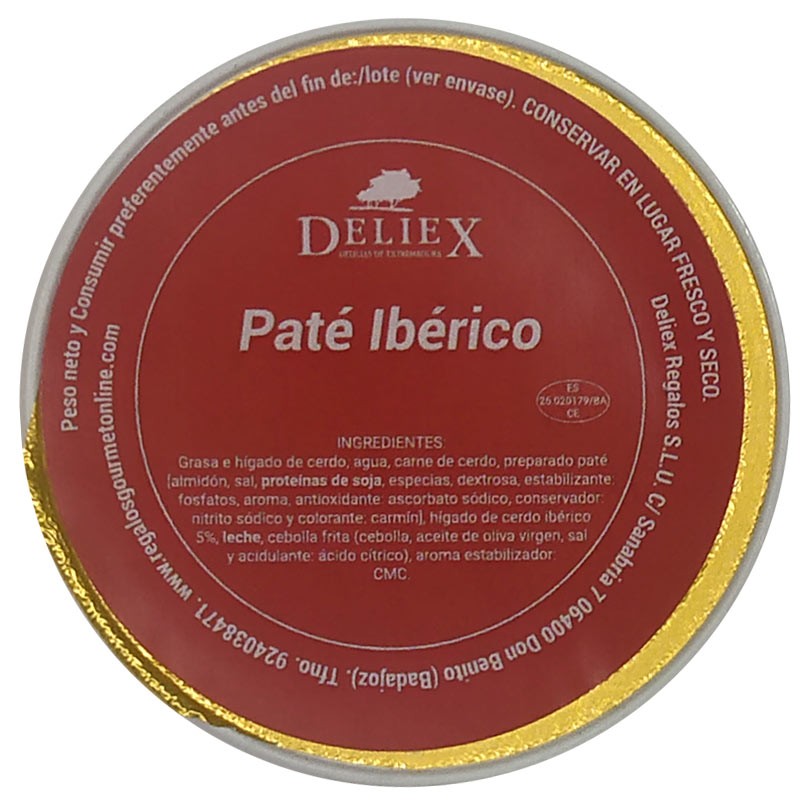 Peso neto y Consumir preferentemente antes del fin de:/lote (ver envase). CONSERVAR EN LUGAR FRESCO Y SECO.
DELIEX
DELICIAS DE EXTREMADURA
Paté Ibérico
ES
25.020179/BA
CE
INGREDIENTES:
Grasa e hígado de cerdo, agua, carne de cerdo, preparado paté
[almidón, sal, proteínas de soja, especias, dextrosa, estabilizante:
fosfatos, aroma, antioxidante: ascorbato sódico, conservador:
nitrito sódico y colorante: carmín], hígado de cerdo ibérico
5%, leche, cebolla frita (cebolla, aceite de oliva virgen, sal
y acidulante: ácido cítrico), aroma estabilizador:
CMC.
Deliex Regalos S.L.U. C/ Sanabria 7 06400 Don Benito (Badajoz). Tfno. 924038471. www.regalosgourmetonline.com